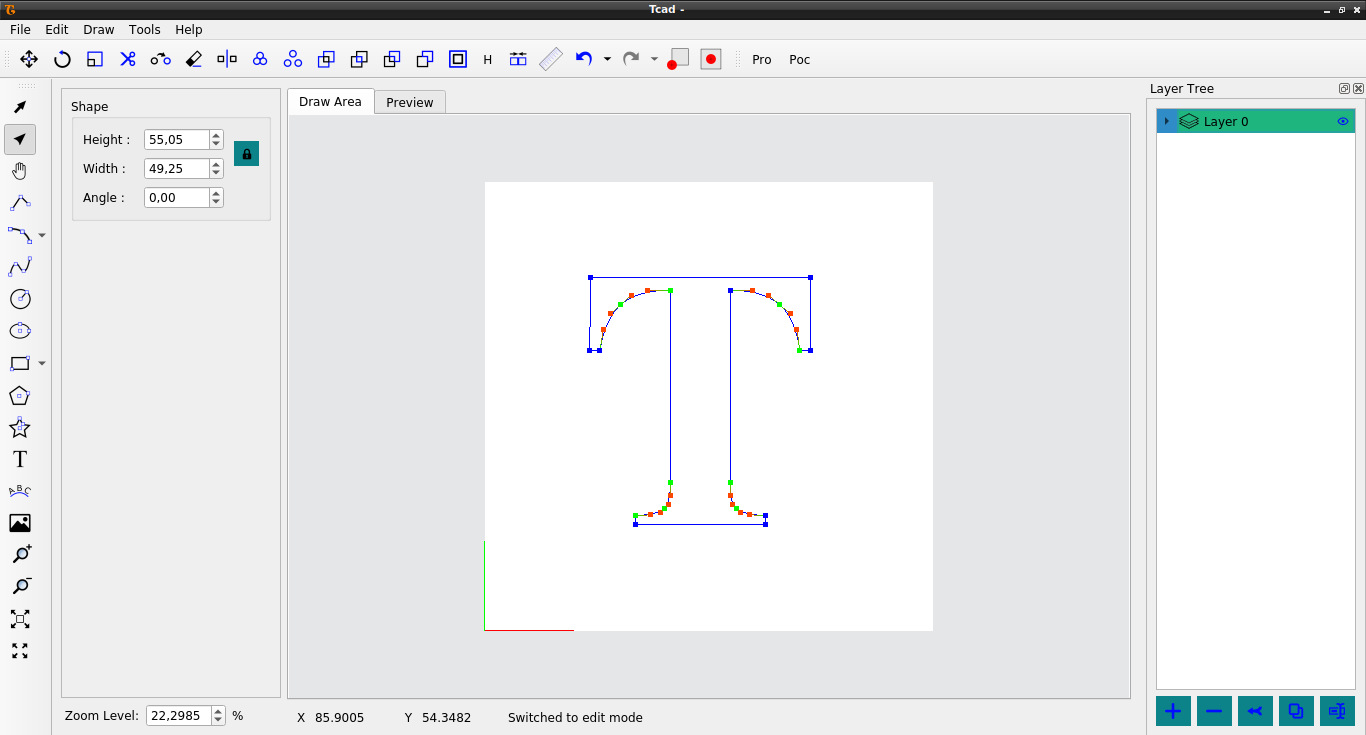 Tcad -
File Edit Draw Tools Help
H Pro Poc
Shape
Height : 55,05
Width : 49,25
Angle : 0,00
Draw Area Preview
Layer Tree
Layer 0
T
T
A B C
Zoom Level: 22,2985 %
X 85.9005 Y 54.3482 Switched to edit mode